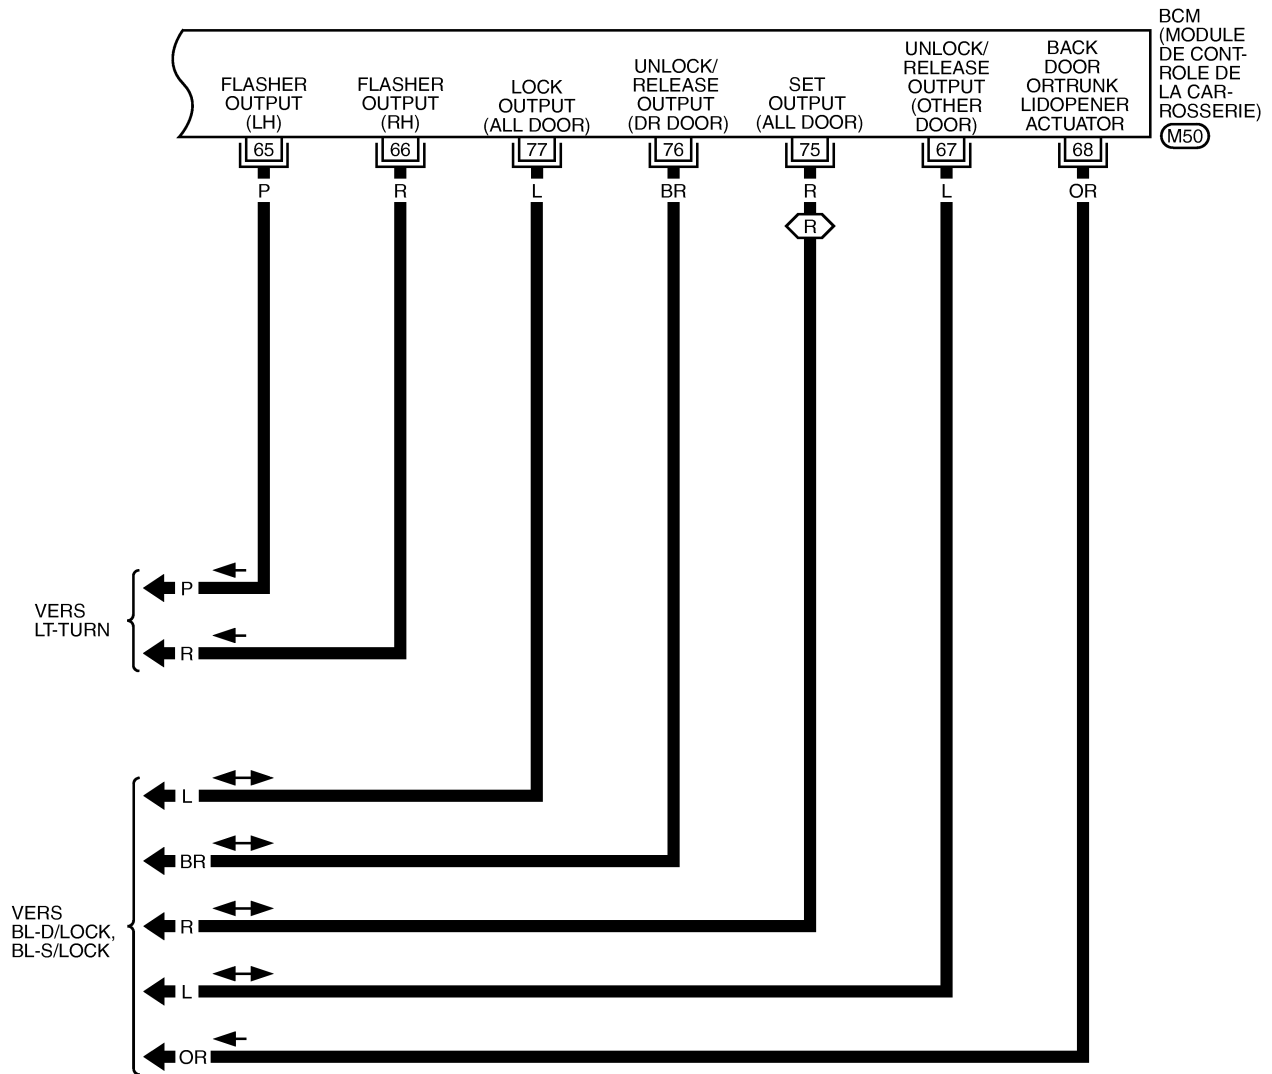 BCM
(MODULE
DE CONT-
ROLE DE
LA CAR-
ROSSERIE)
M50
FLASHER
OUTPUT
(LH)
FLASHER
OUTPUT
(RH)
LOCK
OUTPUT
(ALL DOOR)
UNLOCK/
RELEASE
OUTPUT
(DR DOOR)
SET
OUTPUT
(ALL DOOR)
UNLOCK/
RELEASE
OUTPUT
(OTHER
DOOR)
BACK
DOOR
ORTRUNK
LIDOPENER
ACTUATOR
65
66
77
76
75
67
68
P
R
L
BR
R
L
OR
R
VERS
LT-TURN
P
R
VERS
BL-D/LOCK,
BL-S/LOCK
L
BR
R
L
OR